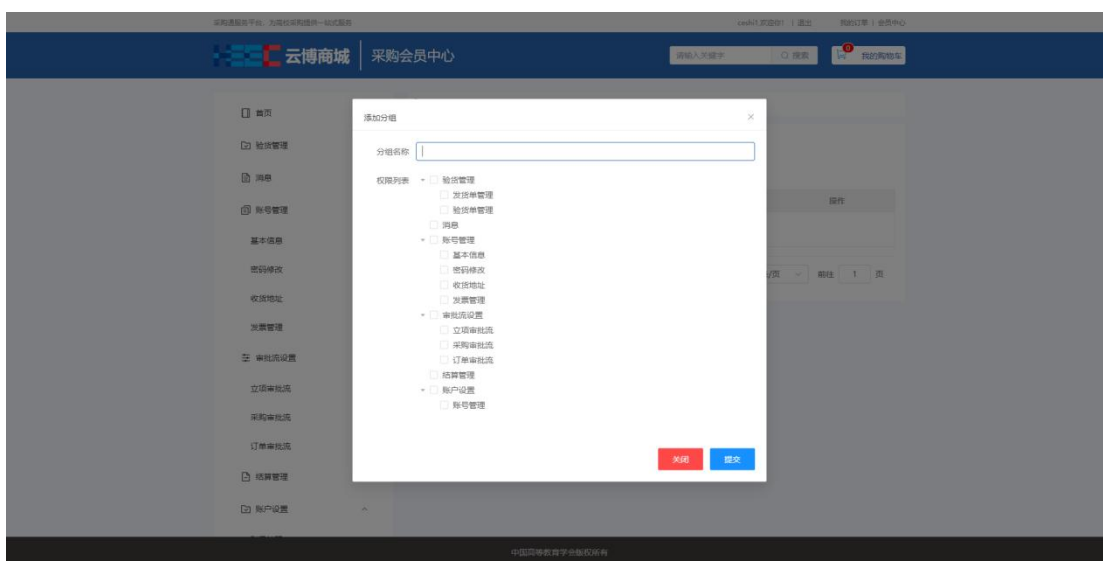 采购通服务平台，为高校采购提供一站式服务
ceshi1,欢迎你！ | 退出 我的订单 | 会员中心
云博商城 采购会员中心
请输入关键字 搜索 0 我的购物车
首页
验货管理
消息
账号管理
基本信息
密码修改
收货地址
发票管理
审批流设置
立项审批流
采购审批流
订单审批流
结算管理
账户设置
添加分组
分组名称
权限列表 验货管理
发货单管理
验货单管理
消息
账号管理
基本信息
密码修改
收货地址
发票管理
审批流设置
立项审批流
采购审批流
订单审批流
结算管理
账户设置
账号管理
关闭 提交
操作
/页 前往 1 页
中国高等教育学会版权所有